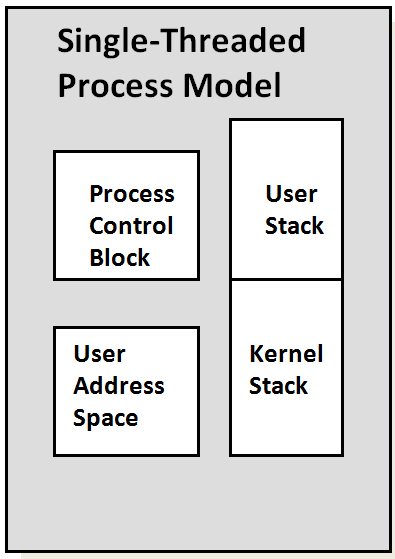 Single-Threaded
Process Model
Process
Control
Block
User
Stack
User
Address
Space
Kernel
Stack